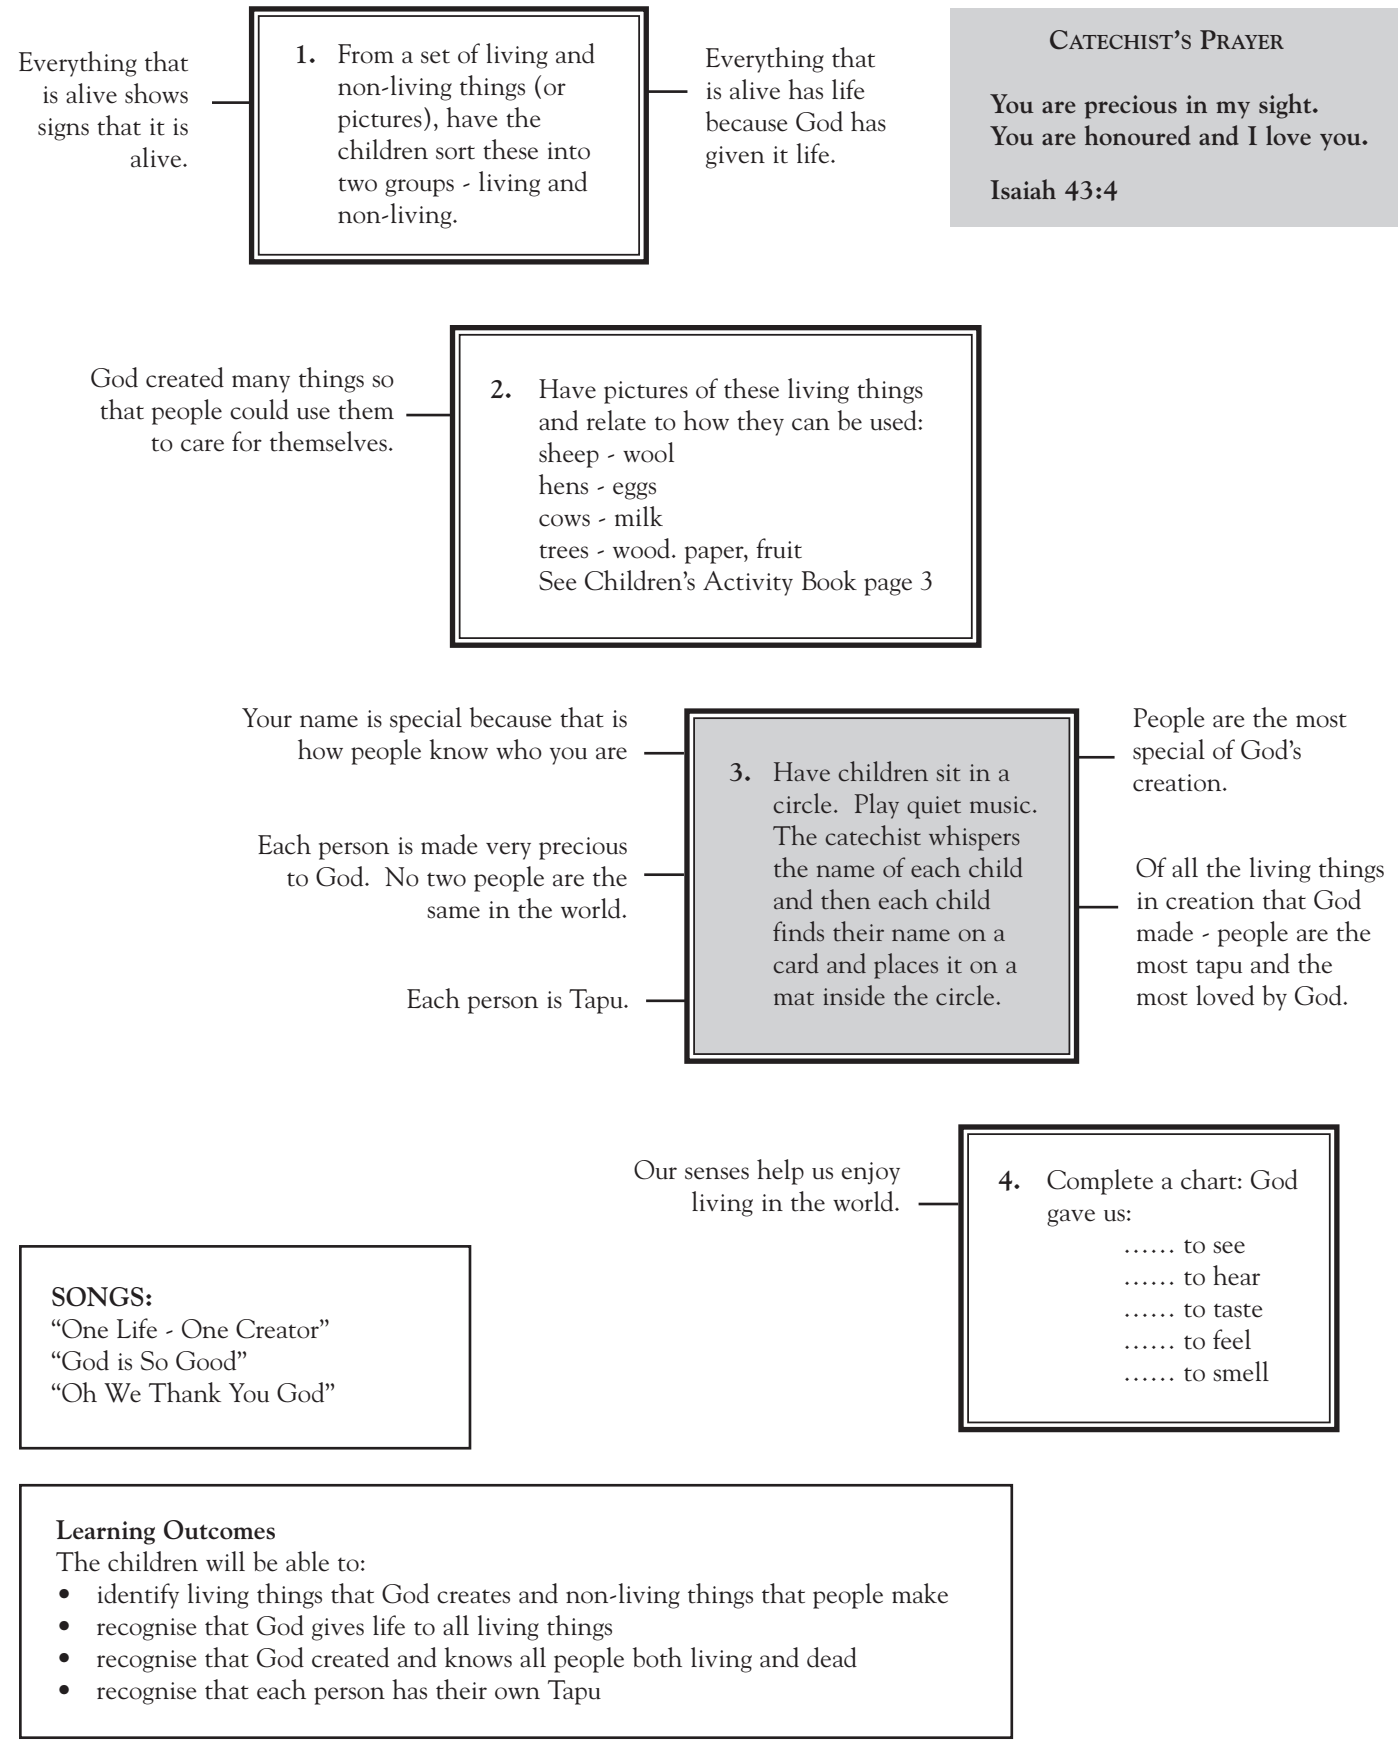 Everything that
is alive shows
signs that it is
alive.
1. From a set of living and
non-living things (or
pictures), have the
children sort these into
two groups - living and
non-living.
Everything that
is alive has life
because God has
given it life.
CATECHIST'S PRAYER
You are precious in my sight.
You are honoured and I love you.
Isaiah 43:4
God created many things so
that people could use them
to care for themselves.
2. Have pictures of these living things
and relate to how they can be used:
sheep - wool
hens - eggs
cows - milk
trees - wood. paper, fruit
See Children's Activity Book page 3
Your name is special because that is
how people know who you are
Each person is made very precious
to God. No two people are the
same in the world.
Each person is Tapu.
3. Have children sit in a
circle. Play quiet music.
The catechist whispers
the name of each child
and then each child
finds their name on a
card and places it on a
mat inside the circle.
People are the most
special of God's
creation.
Of all the living things
in creation that God
made - people are the
most tapu and the
most loved by God.
Our senses help us enjoy
living in the world.
4. Complete a chart: God
gave us:
…… to see
…… to hear
…… to taste
…… to feel
…… to smell
SONGS:
“One Life - One Creator”
“God is So Good”
“Oh We Thank You God”
Learning Outcomes
The children will be able to:
• identify living things that God creates and non-living things that people make
• recognise that God gives life to all living things
• recognise that God created and knows all people both living and dead
• recognise that each person has their own Tapu